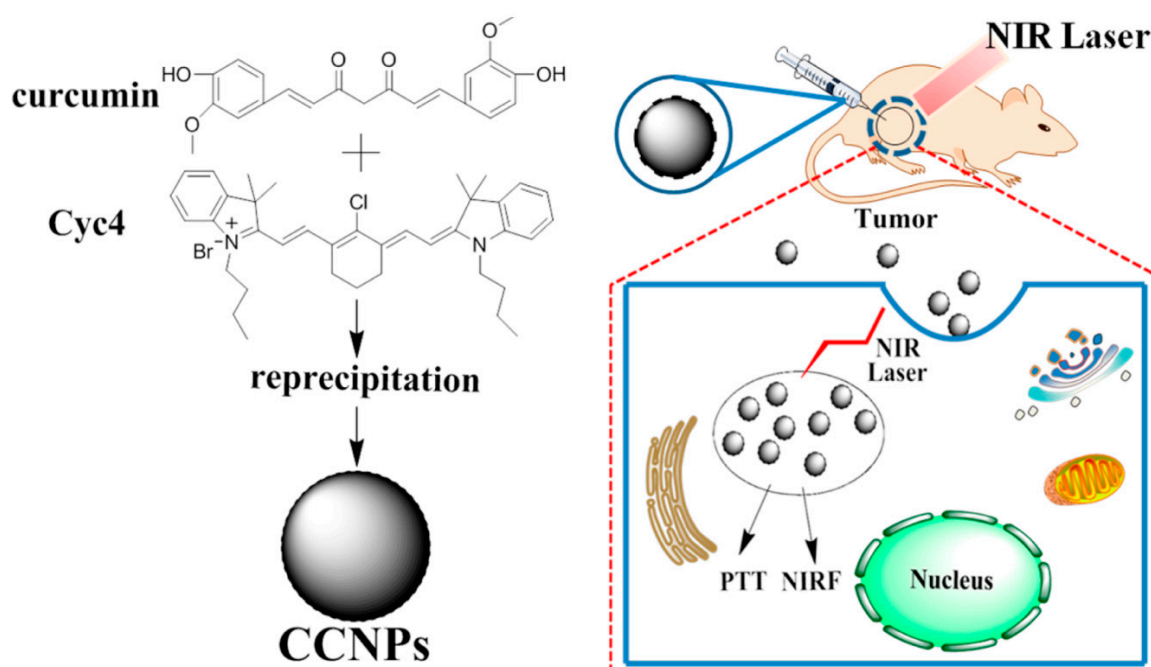 curcumin
HO
O
O
O
O
OH
O
Cyc4
Cl
N
+
Br-
N
reprecipitation
CCNPs
NIR Laser
Tumor
NIR
Laser
PTT
NIRF
Nucleus